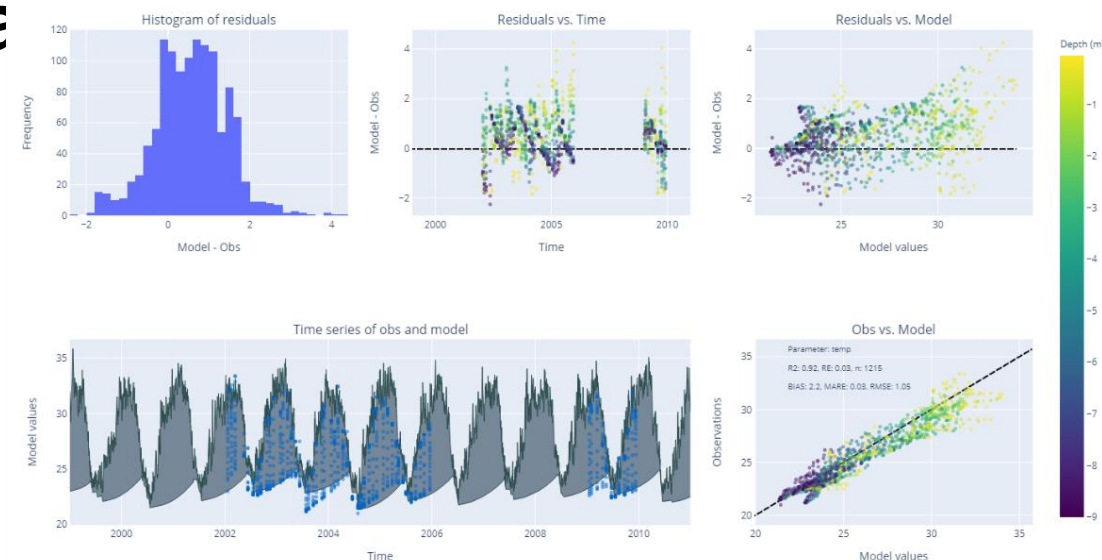 Histogram of residuals
120
100
80
60
40
20
0
−2
0
2
4
Frequency
Model - Obs
Residuals vs. Time
4
2
0
−2
2000
2005
2010
Model - Obs
Time
Residuals vs. Model
4
2
0
−2
25
30
Model - Obs
Model values
Depth (m
−1
−2
−3
−4
−5
−6
−7
−8
−9
Time series of obs and model
35
30
25
20
2000
2002
2004
2006
2008
2010
Model values
Time
Obs vs. Model
Parameter: temp
R2: 0.92, RE: 0.03, n: 1215
BIAS: 2.2, MARE: 0.03, RMSE: 1.05
35
30
25
20
20
25
30
35
Observations
Model values